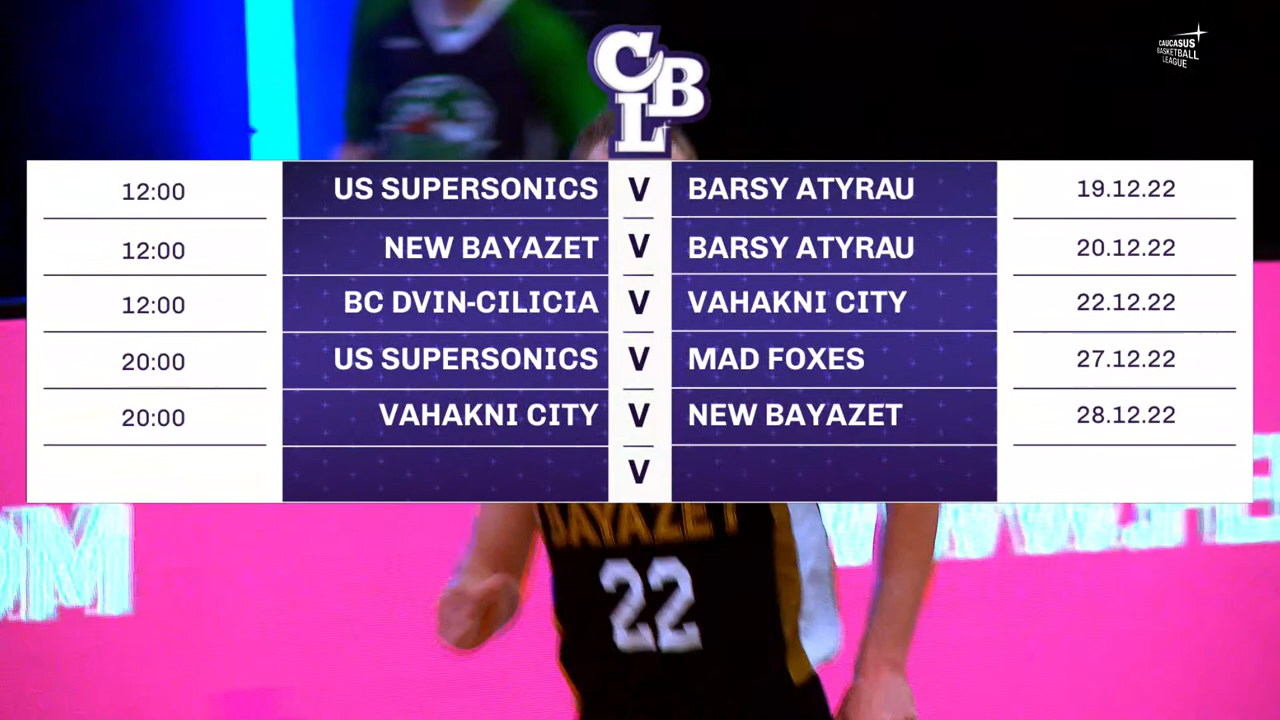 CBL
CAUCASUS
BASKETBALL
LEAGUE
12:00 US SUPERSONICS V BARSY ATYRAU 19.12.22
12:00 NEW BAYAZET V BARSY ATYRAU 20.12.22
12:00 BC DVIN-CILICIA V VAHAKNI CITY 22.12.22
20:00 US SUPERSONICS V MAD FOXES 27.12.22
20:00 VAHAKNI CITY V NEW BAYAZET 28.12.22
V
BAYAZET
22